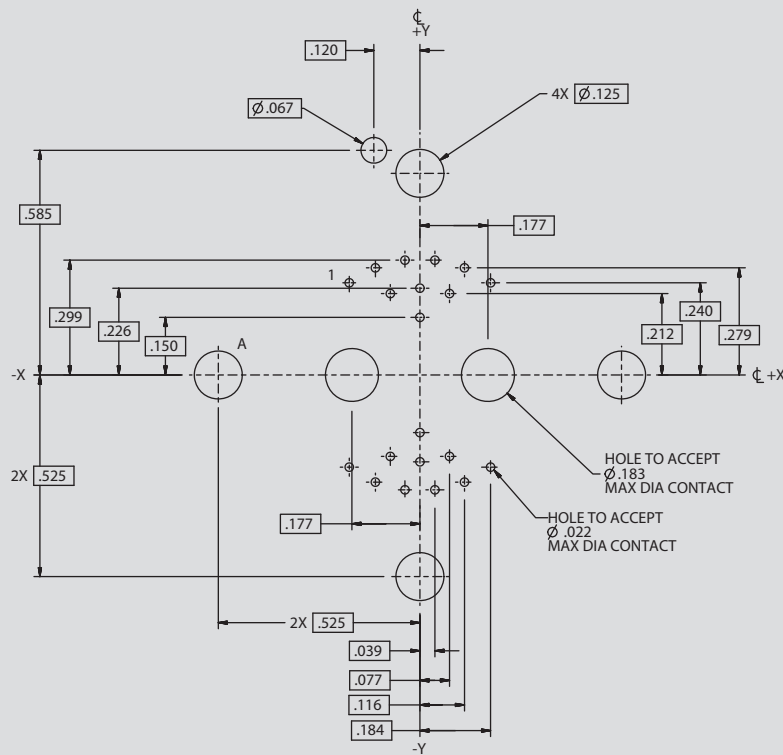 ℄
+Y
.120
Ø.067
4X Ø.125
.585
.177
1
.299
.226
.150
.240
.212
.279
A
-X
℄ +X
2X .525
HOLE TO ACCEPT
Ø.183
MAX DIA CONTACT
.177
HOLE TO ACCEPT
Ø .022
MAX DIA CONTACT
2X .525
.039
.077
.116
.184
-Y